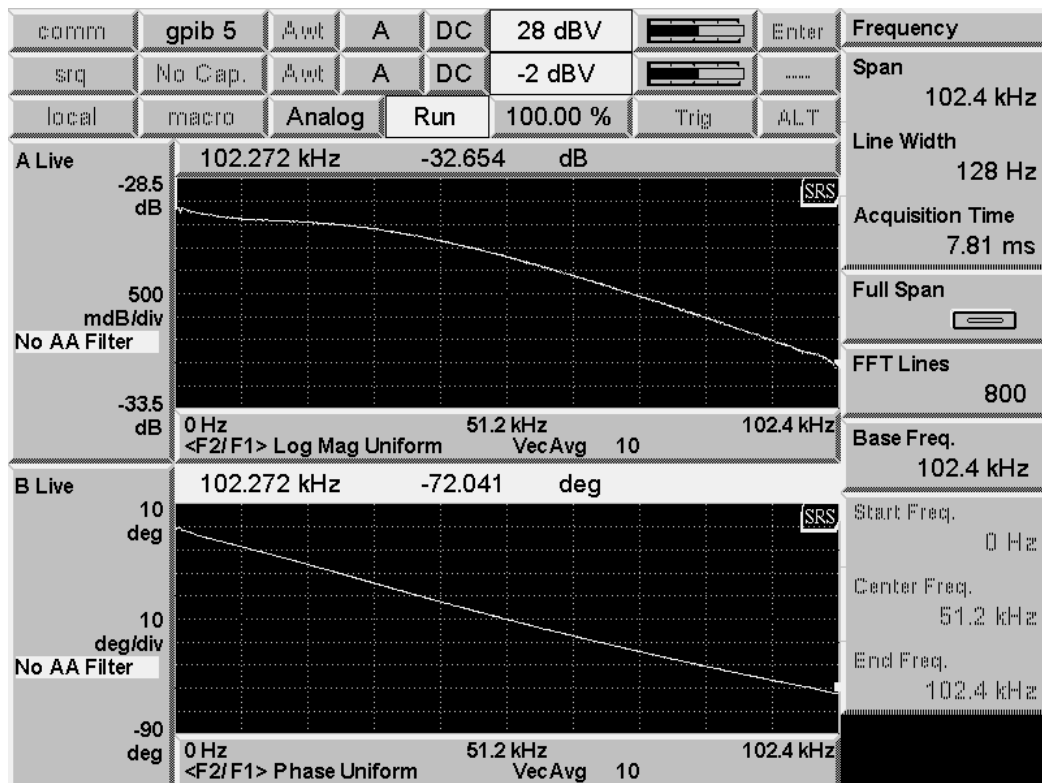 comm gpib 5 Awt A DC 28 dBV Enter
srq No Cap. Awt A DC -2 dBV ......
local macro Analog Run 100.00 % Trig ALT
A Live
102.272 kHz -32.654 dB
-28.5
dB
SRS
500
mdB/div
No AA Filter
-33.5
dB
0 Hz 51.2 kHz 102.4 kHz
<F2/F1> Log Mag Uniform VecAvg 10
B Live
102.272 kHz -72.041 deg
10
deg
SRS
10
deg/div
No AA Filter
-90
deg
0 Hz 51.2 kHz 102.4 kHz
<F2/F1> Phase Uniform VecAvg 10
Frequency
Span
102.4 kHz
Line Width
128 Hz
Acquisition Time
7.81 ms
Full Span
FFT Lines
800
Base Freq.
102.4 kHz
Start Freq.
0 Hz
Center Freq.
51.2 kHz
End Freq.
102.4 kHz